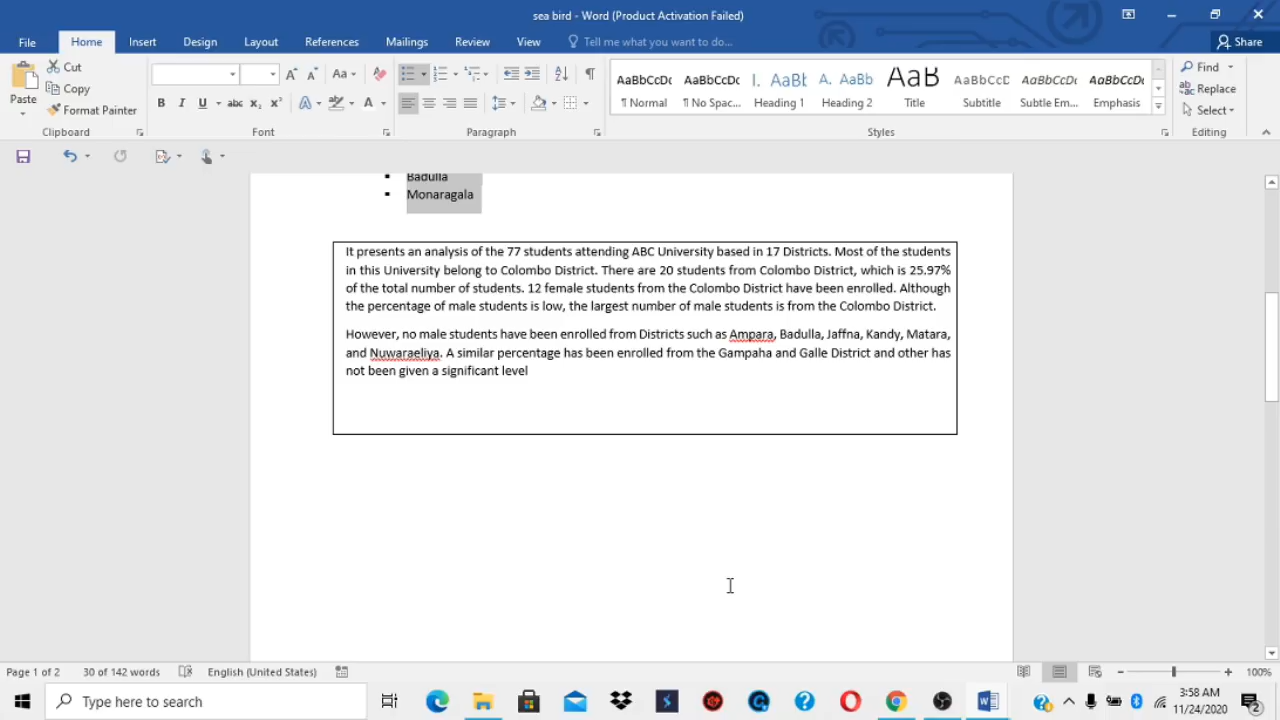 sea bird - Word (Product Activation Failed)
File Home Insert Design Layout References Mailings Review View Tell me what you want to do... Share
Paste
Cut
Copy
Format Painter
Clipboard
Aa
B I U abc x₂ x² A A
Font
Paragraph
AaBbCcDc AaBbCcDc I. AaBb A. AaBb AaB AaBbCcD AaBbCcDc AaBbCcDc
¶ Normal ¶ No Spac... Heading 1 Heading 2 Title Subtitle Subtle Em... Emphasis
Styles
Find
Replace
Select
Editing
▪ Badulla
▪ Monaragala
It presents an analysis of the 77 students attending ABC University based in 17 Districts. Most of the students
in this University belong to Colombo District. There are 20 students from Colombo District, which is 25.97%
of the total number of students. 12 female students from the Colombo District have been enrolled. Although
the percentage of male students is low, the largest number of male students is from the Colombo District.
However, no male students have been enrolled from Districts such as Ampara, Badulla, Jaffna, Kandy, Matara,
and Nuwaraeliya. A similar percentage has been enrolled from the Gampaha and Galle District and other has
not been given a significant level
Page 1 of 2 30 of 142 words English (United States) 100%
Type here to search
3:58 AM
11/24/2020
2